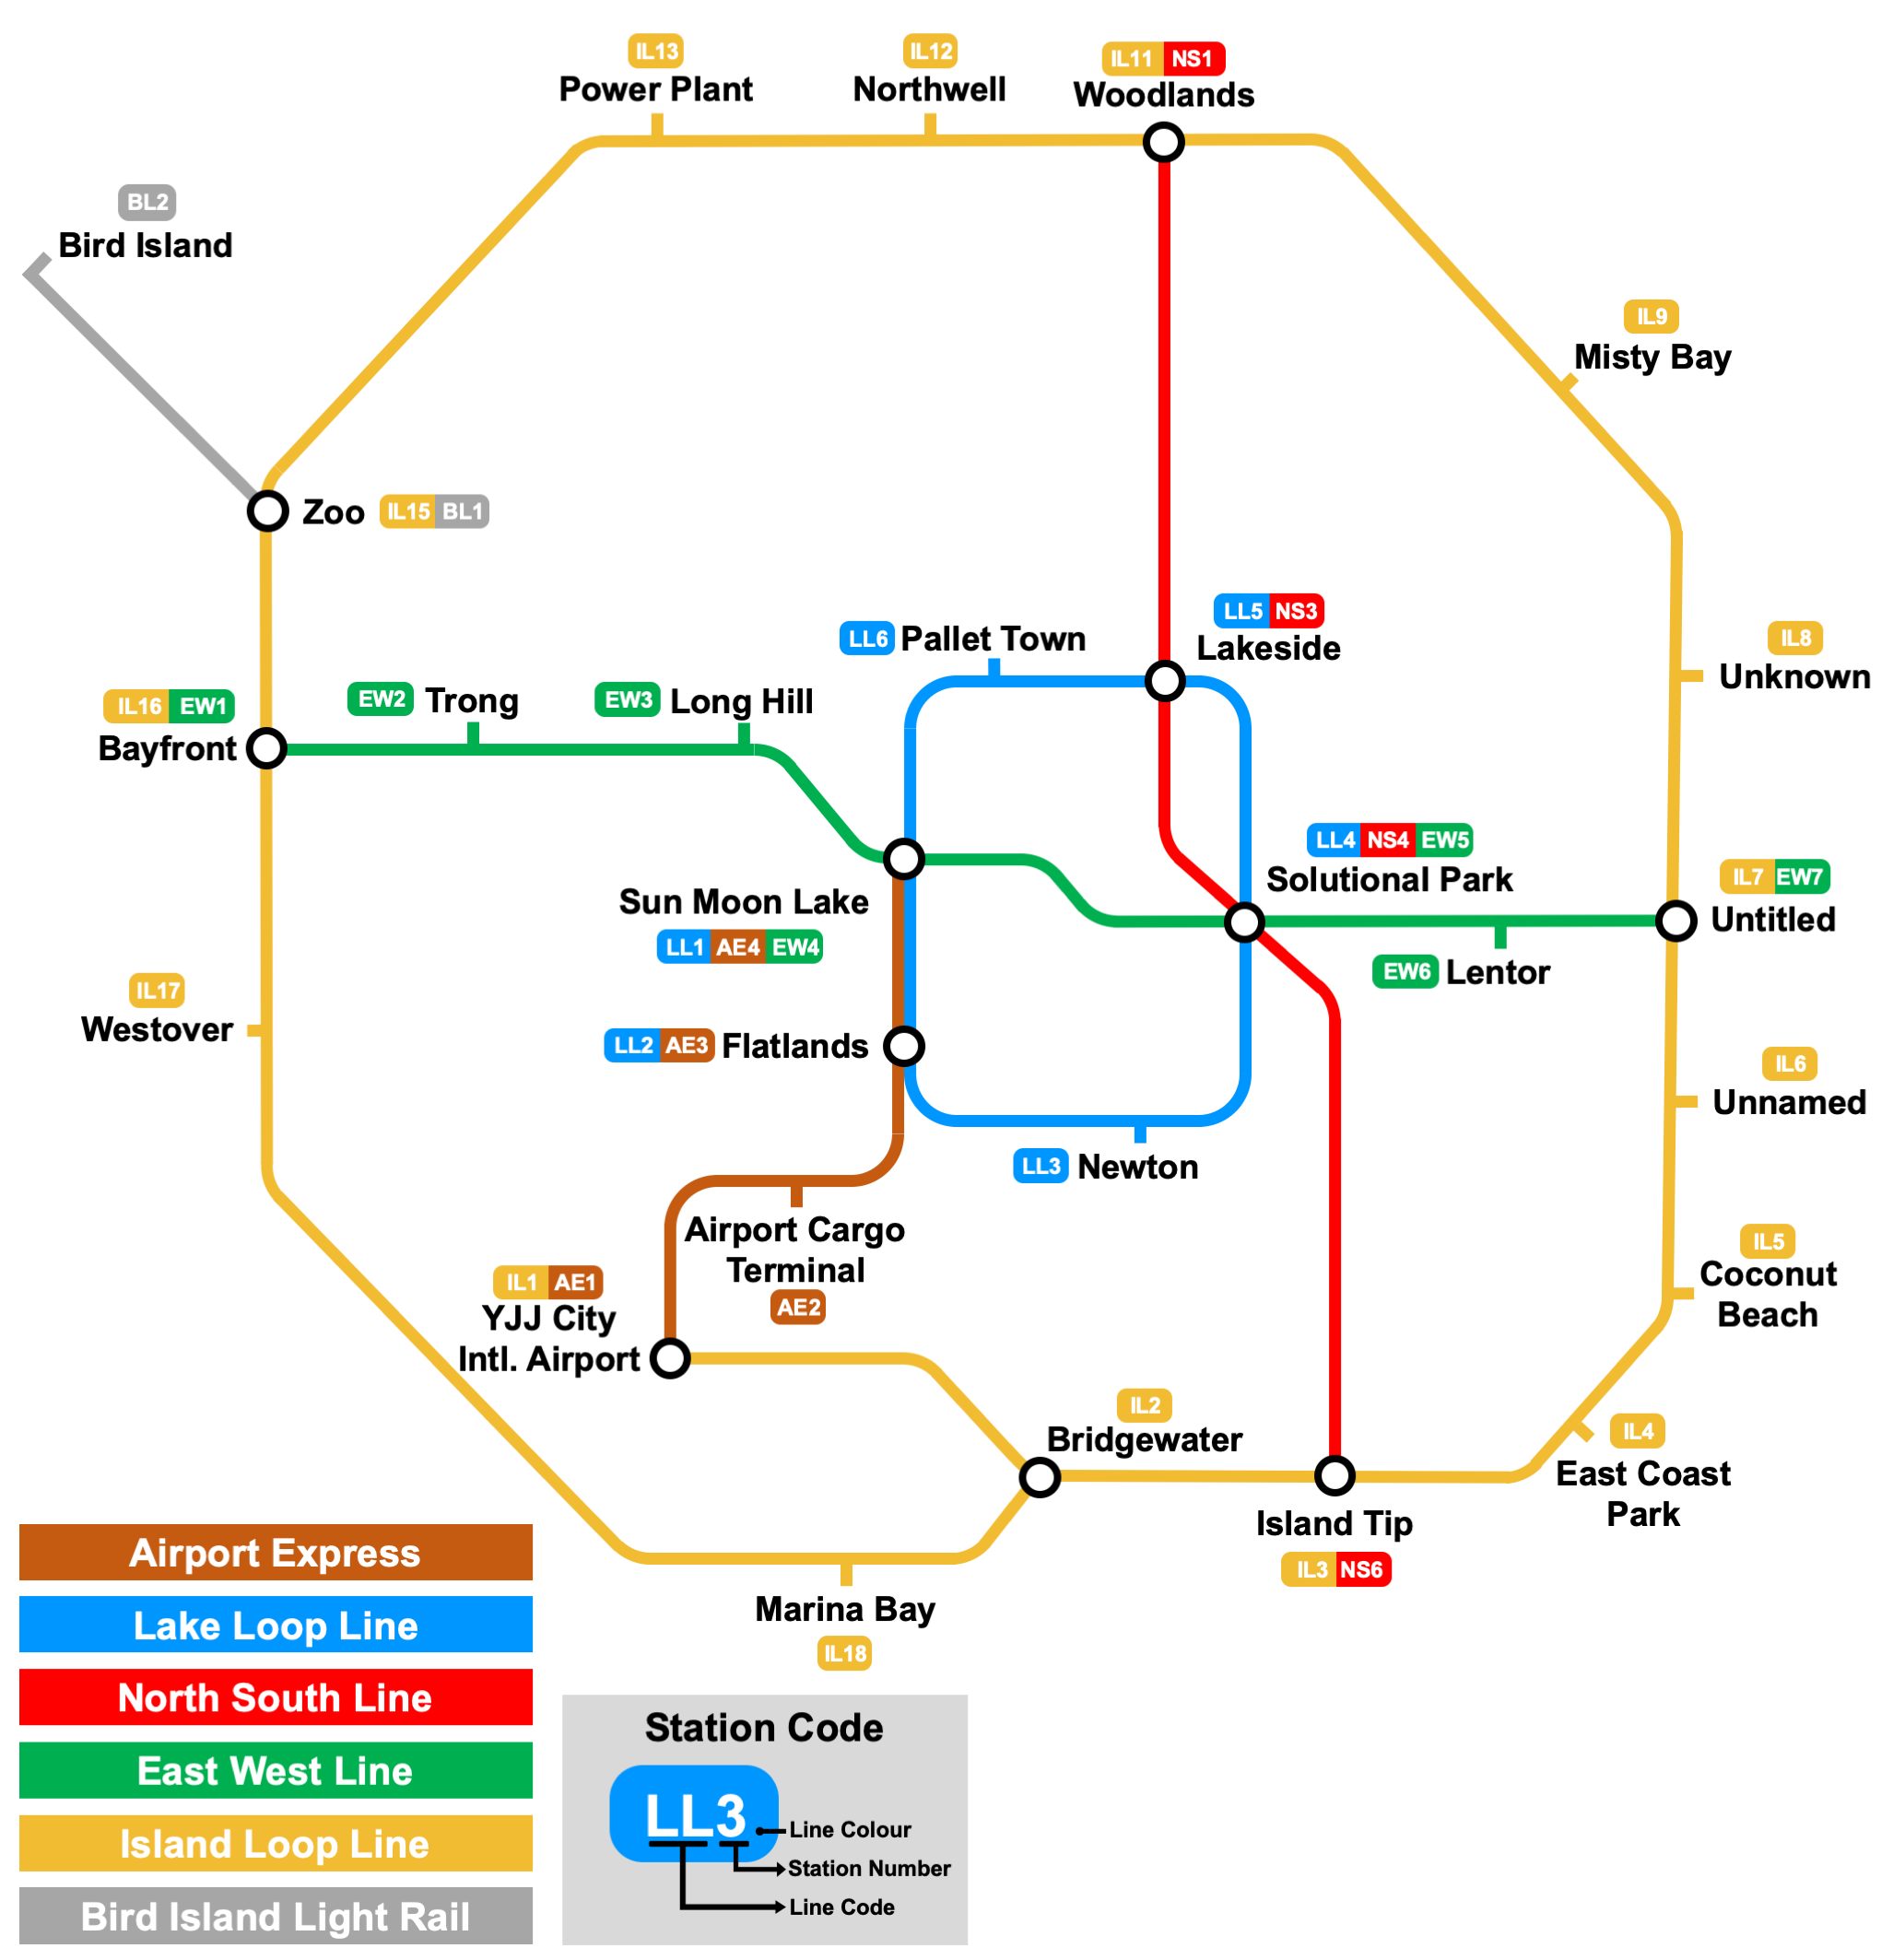 IL13
Power Plant
IL12
Northwell
IL11 NS1
Woodlands
BL2
Bird Island
IL9
Misty Bay
Zoo IL15 BL1
LL6 Pallet Town
LL5 NS3
Lakeside
IL8
Unknown
IL16 EW1
Bayfront
EW2 Trong
EW3 Long Hill
LL4 NS4 EW5
Solutional Park
IL7 EW7
Untitled
Sun Moon Lake
LL1 AE4 EW4
EW6 Lentor
IL17
Westover
LL2 AE3 Flatlands
IL6
Unnamed
LL3 Newton
Airport Cargo
Terminal
AE2
IL1 AE1
YJJ City
Intl. Airport
IL5
Coconut
Beach
IL2
Bridgewater
IL4
East Coast
Park
Island Tip
IL3 NS6
Marina Bay
IL18
Airport Express
Lake Loop Line
North South Line
East West Line
Island Loop Line
Bird Island Light Rail
Station Code
LL3
Line Colour
Station Number
Line Code